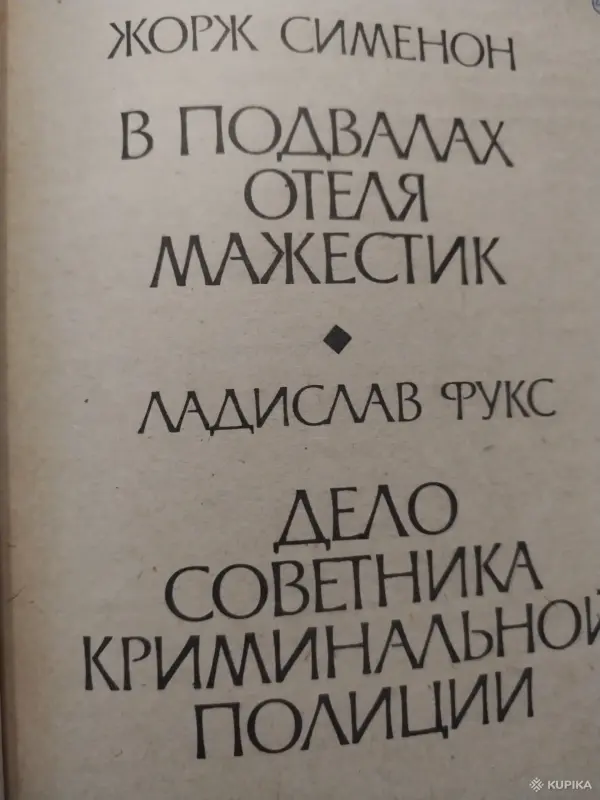 ЖОРЖ СИМЕНОН
В ПОДВАЛАХ
ОТЕЛЯ
МАЖЕСТИК
ЛАДИСЛАВ ФУКС
ДЕЛО
СОВЕТНИКА
КРИМИНАЛЬНОЙ
ПОЛИЦИИ
KUPIKA